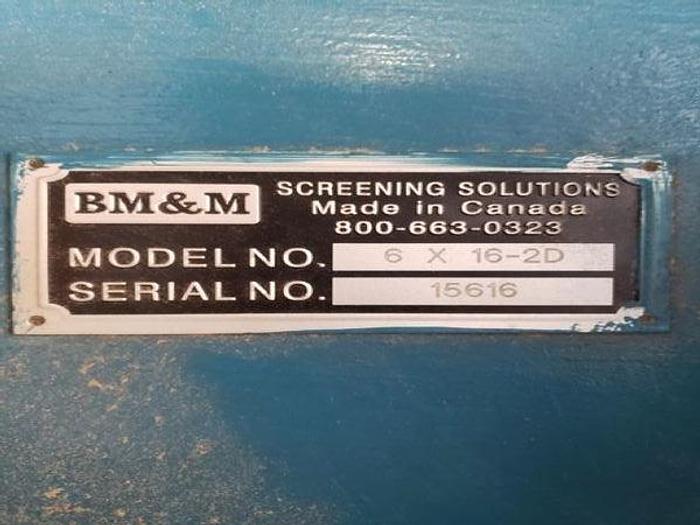 BM&M
SCREENING SOLUTIONS
Made in Canada
800-663-0323
MODEL NO. 6 X 16-2D
SERIAL NO. 15616